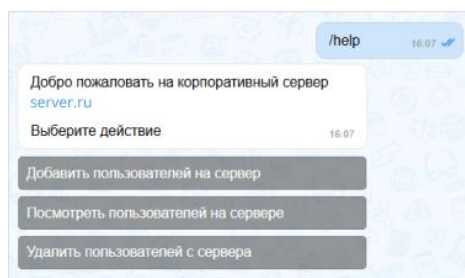 /help 16:07
Добро пожаловать на корпоративный сервер
server.ru
Выберите действие 16:07
Добавить пользователей на сервер
Посмотреть пользователей на сервере
Удалить пользователей с сервера